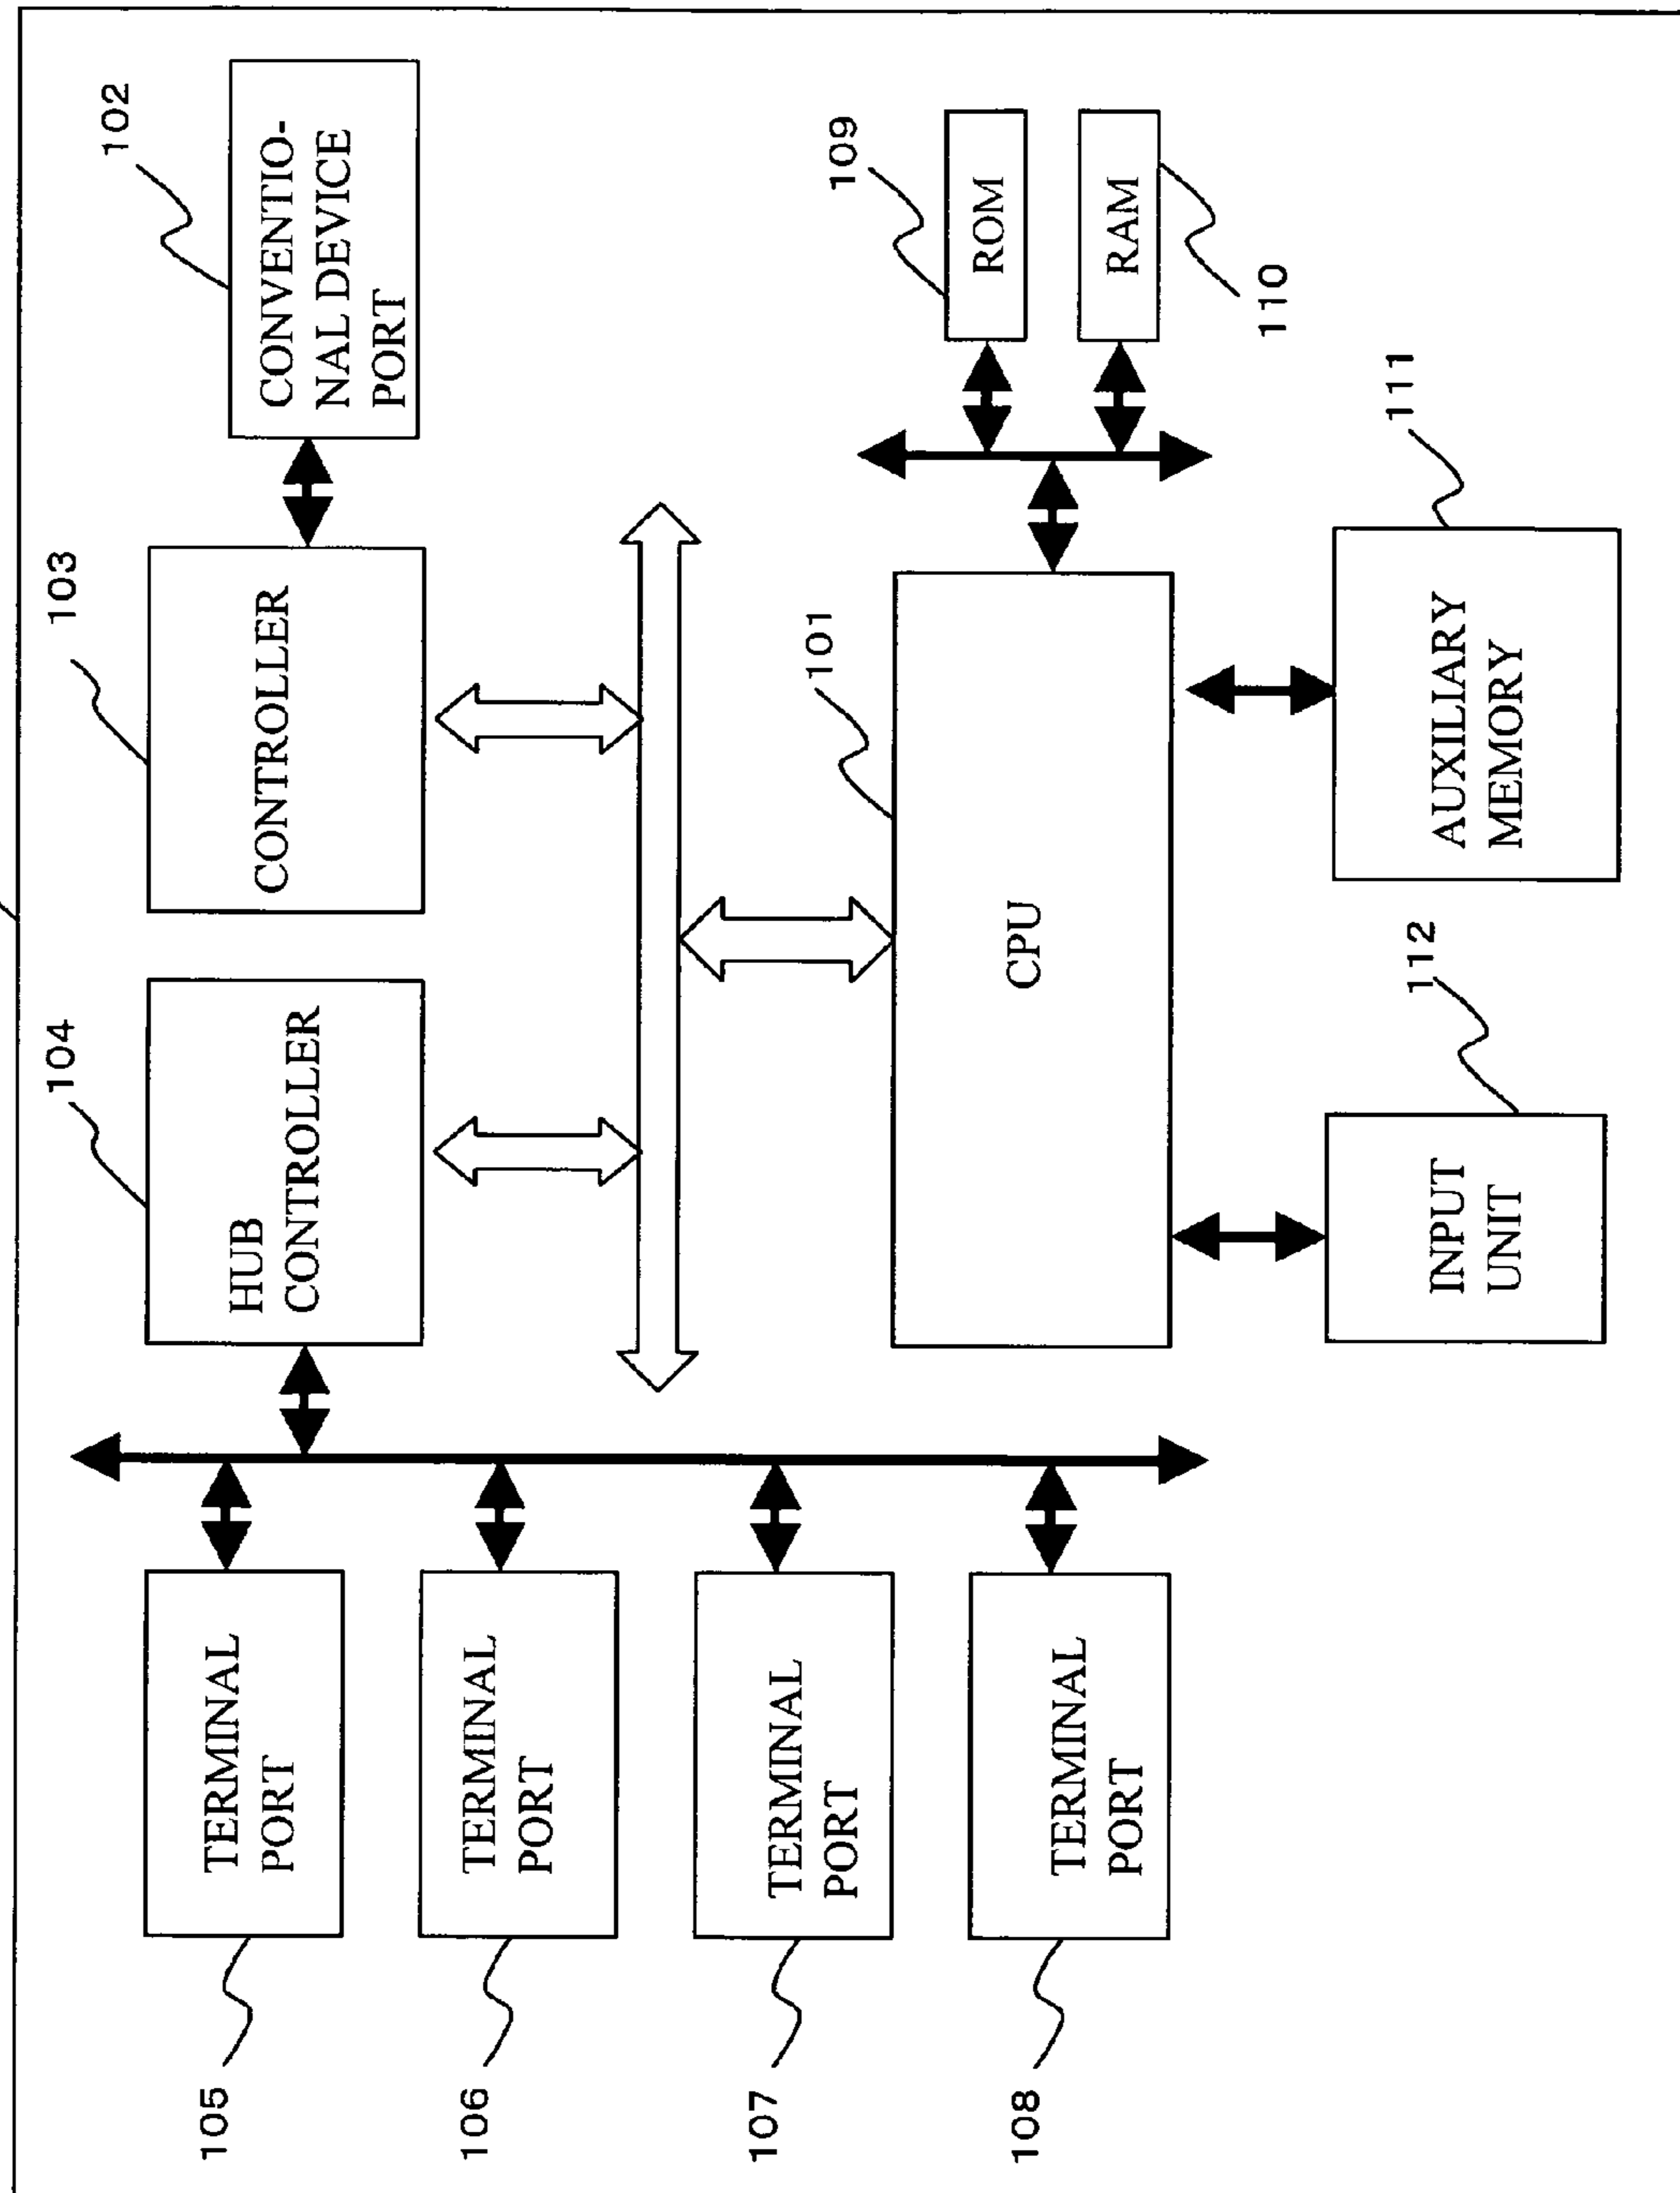 105
TERMINAL
PORT
106
TERMINAL
PORT
107
TERMINAL
PORT
108
TERMINAL
PORT
104
HUB
CONTROLLER
103
CONTROLLER
102
CONVENTIO-
NAL DEVICE
PORT
101
CPU
109
ROM
RAM
110
112
INPUT
UNIT
111
AUXILIARY
MEMORY